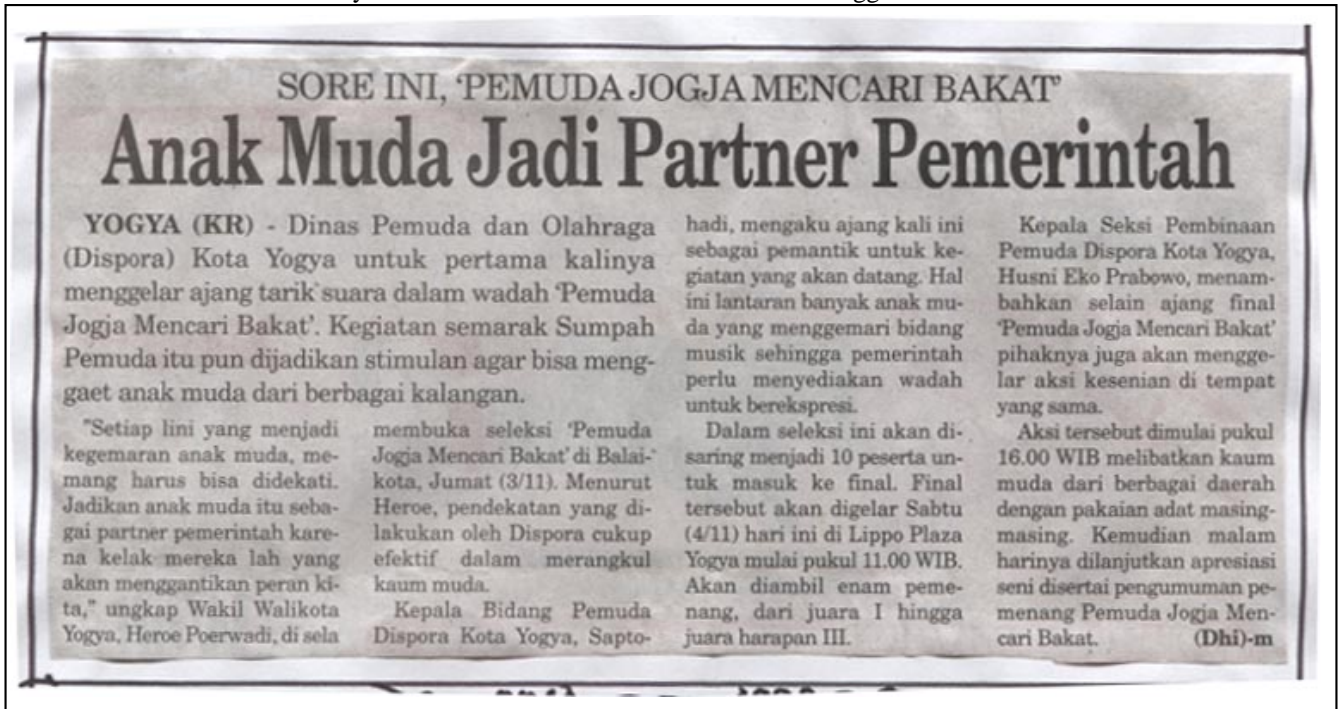 SORE INI, ‘PEMUDA JOGJA MENCARI BAKAT’
Anak Muda Jadi Partner Pemerintah
YOGYA (KR) - Dinas Pemuda dan Olahraga
(Dispora) Kota Yogya untuk pertama kalinya
menggelar ajang tarik suara dalam wadah ‘Pemuda
Jogja Mencari Bakat’. Kegiatan semarak Sumpah
Pemuda itu pun dijadikan stimulan agar bisa meng-
gaet anak muda dari berbagai kalangan.
"Setiap lini yang menjadi
kegemaran anak muda, me-
mang harus bisa didekati.
Jadikan anak muda itu seba-
gai partner pemerintah kare-
na kelak mereka lah yang
akan menggantikan peran ki-
ta," ungkap Wakil Walikota
Yogya, Heroe Poerwadi, di sela
membuka seleksi ‘Pemuda
Jogja Mencari Bakat’ di Balai-
kota, Jumat (3/11). Menurut
Heroe, pendekatan yang di-
lakukan oleh Dispora cukup
efektif dalam merangkul
kaum muda.
Kepala Bidang Pemuda
Dispora Kota Yogya, Sapto-
hadi, mengaku ajang kali ini
sebagai pemantik untuk ke-
giatan yang akan datang. Hal
ini lantaran banyak anak mu-
da yang menggemari bidang
musik sehingga pemerintah
perlu menyediakan wadah
untuk berekspresi.
Dalam seleksi ini akan di-
saring menjadi 10 peserta un-
tuk masuk ke final. Final
tersebut akan digelar Sabtu
(4/11) hari ini di Lippo Plaza
Yogya mulai pukul 11.00 WIB.
Akan diambil enam peme-
nang, dari juara I hingga
juara harapan III.
Kepala Seksi Pembinaan
Pemuda Dispora Kota Yogya,
Husni Eko Prabowo, menam-
bahkan selain ajang final
‘Pemuda Jogja Mencari Bakat’
pihaknya juga akan mengge-
lar aksi kesenian di tempat
yang sama.
Aksi tersebut dimulai pukul
16.00 WIB melibatkan kaum
muda dari berbagai daerah
dengan pakaian adat masing-
masing. Kemudian malam
harinya dilanjutkan apresiasi
seni disertai pengumuman pe-
menang Pemuda Jogja Men-
cari Bakat. (Dhi)-m